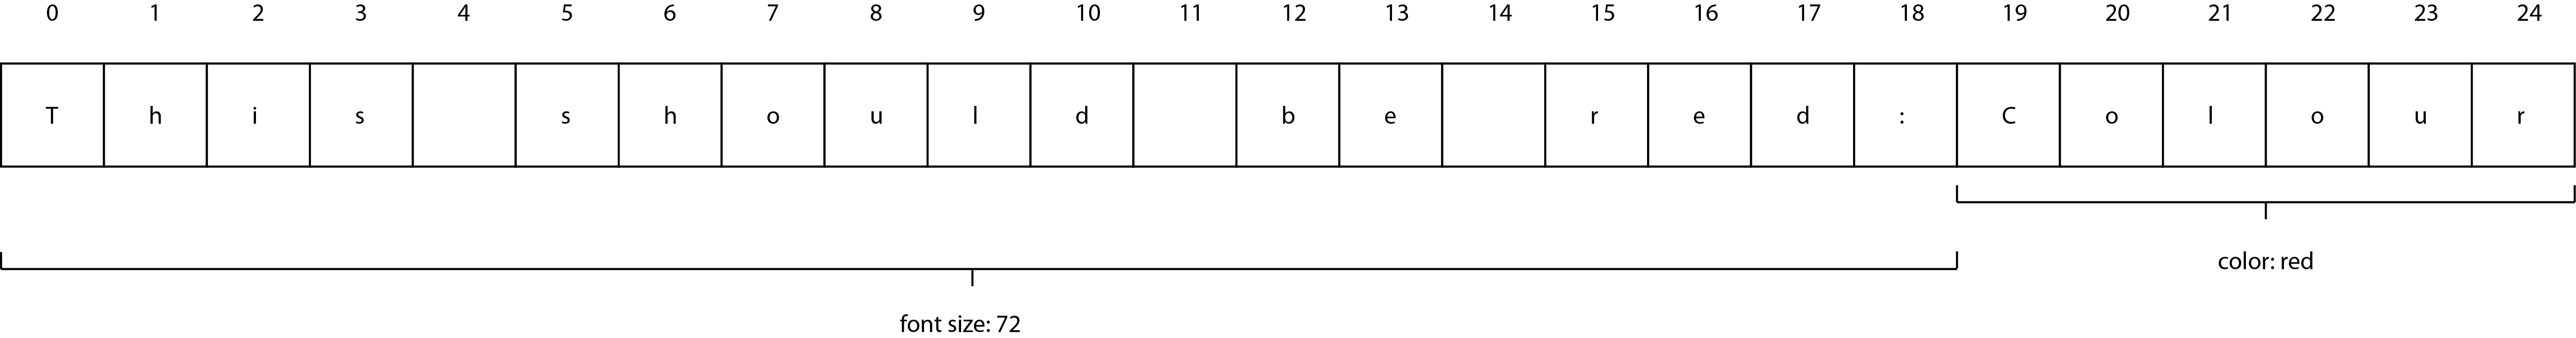 0 1 2 3 4 5 6 7 8 9 10 11 12 13 14 15 16 17 18 19 20 21 22 23 24
T h i s s h o u l d b e r e d : C o l o u r
color: red
font size: 72